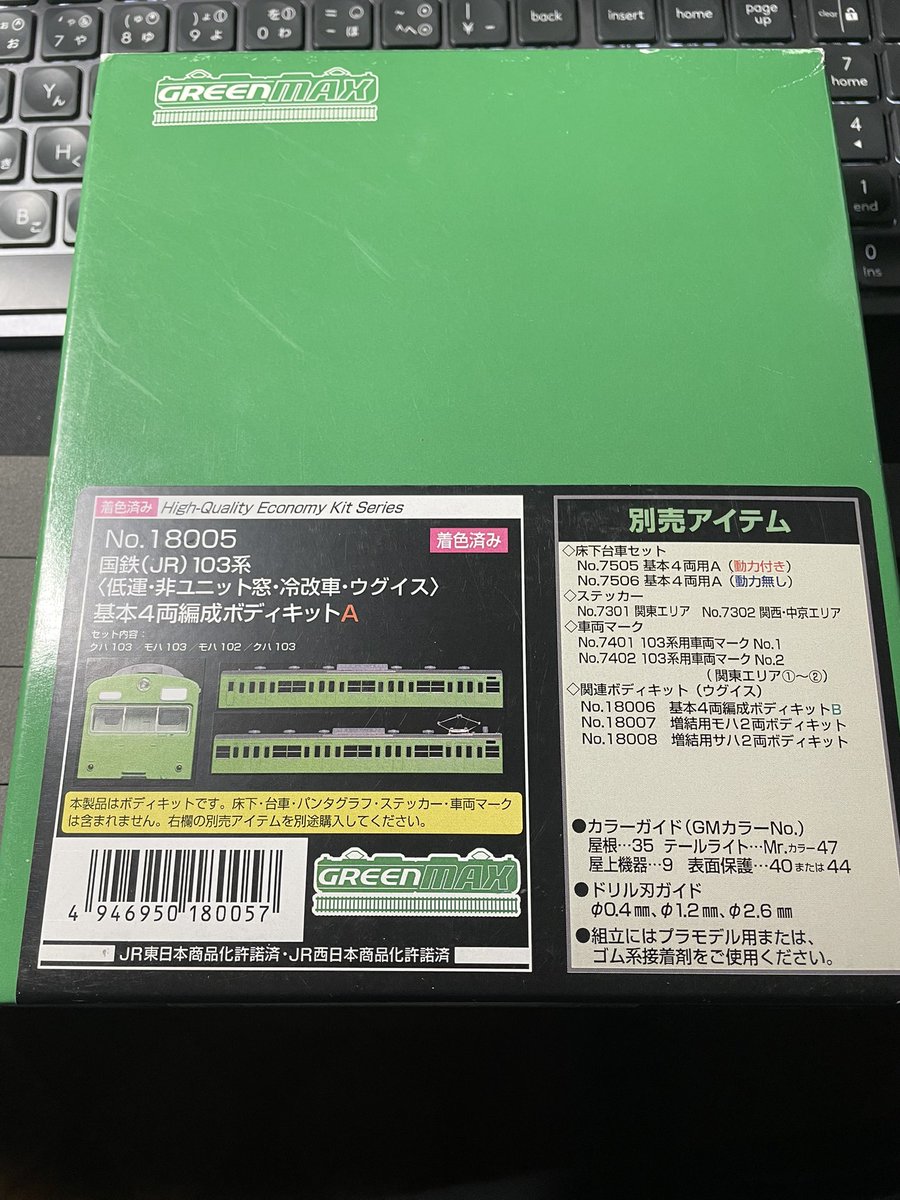 back
insert
home
page up
clear
7
home
4
1
end
0
ins
Y ん
H く
B こ
GREENMAX
着色済み High-Quality Economy Kit Series
No.18005
着色済み
国鉄(JR)103系
〈低運・非ユニット窓・冷改車・ウグイス〉
基本4両編成ボディキットA
セット内容：
クハ103／モハ103／モハ102／クハ103
本製品はボディキットです。床下・台車・パンタグラフ・ステッカー・車両マーク
は含まれません。右欄の別売アイテムを別途購入してください。
4 946950 180057
GREENMAX
JR東日本商品化許諾済・JR西日本商品化許諾済
別売アイテム
◇床下台車セット
No.7505 基本4両用A（動力付き）
No.7506 基本4両用A（動力無し）
◇ステッカー
No.7301 関東エリア No.7302 関西・中京エリア
◇車両マーク
No.7401 103系用車両マーク No.1
No.7402 103系用車両マーク No.2
（関東エリア①～②）
◇関連ボディキット（ウグイス）
No.18006 基本4両編成ボディキットB
No.18007 増結用モハ2両ボディキット
No.18008 増結用サハ2両ボディキット
●カラーガイド（GMカラーNo.）
屋根…35 テールライト…Mr.カラー47
屋上機器…9 表面保護…40または44
●ドリル刃ガイド
φ0.4㎜、φ1.2㎜、φ2.6㎜
●組立にはプラモデル用または、
ゴム系接着剤をご使用ください。